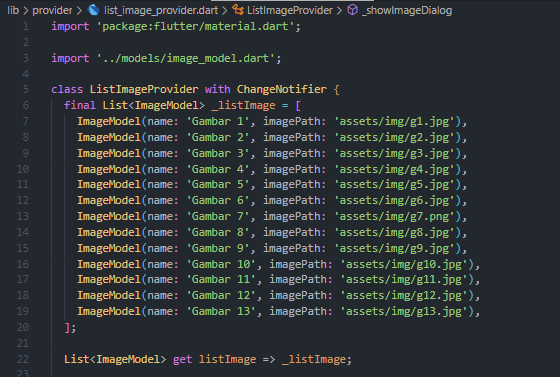 lib > provider > list_image_provider.dart > ListImageProvider > _showImageDialog
1 import 'package:flutter/material.dart';
2
3 import '../models/image_model.dart';
4
5 class ListImageProvider with ChangeNotifier {
6 final List<ImageModel> _listImage = [
7 ImageModel(name: 'Gambar 1', imagePath: 'assets/img/g1.jpg'),
8 ImageModel(name: 'Gambar 2', imagePath: 'assets/img/g2.jpg'),
9 ImageModel(name: 'Gambar 3', imagePath: 'assets/img/g3.jpg'),
10 ImageModel(name: 'Gambar 4', imagePath: 'assets/img/g4.jpg'),
11 ImageModel(name: 'Gambar 5', imagePath: 'assets/img/g5.jpg'),
12 ImageModel(name: 'Gambar 6', imagePath: 'assets/img/g6.jpg'),
13 ImageModel(name: 'Gambar 7', imagePath: 'assets/img/g7.png'),
14 ImageModel(name: 'Gambar 8', imagePath: 'assets/img/g8.jpg'),
15 ImageModel(name: 'Gambar 9', imagePath: 'assets/img/g9.jpg'),
16 ImageModel(name: 'Gambar 10', imagePath: 'assets/img/g10.jpg'),
17 ImageModel(name: 'Gambar 11', imagePath: 'assets/img/g11.jpg'),
18 ImageModel(name: 'Gambar 12', imagePath: 'assets/img/g12.jpg'),
19 ImageModel(name: 'Gambar 13', imagePath: 'assets/img/g13.jpg'),
20 ];
21
22 List<ImageModel> get listImage => _listImage;
23